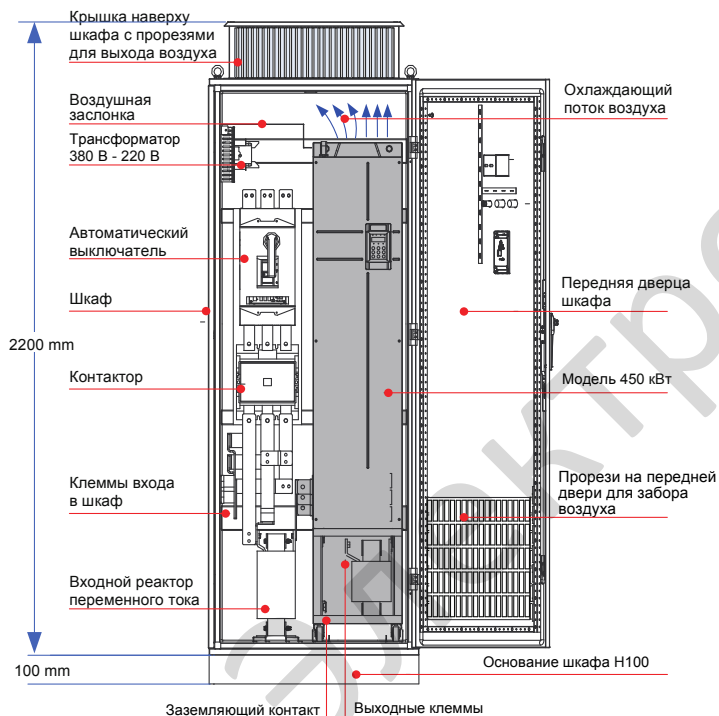 Крышка наверху
шкафа с прорезями
для выхода воздуха
Воздушная
заслонка
Трансформатор
380 В - 220 В
Автоматический
выключатель
Шкаф
2200 mm
Контактор
Клеммы входа
в шкаф
Входной реактор
переменного тока
100 mm
Заземляющий контакт
Выходные клеммы
Охлаждающий
поток воздуха
Передняя дверца
шкафа
Модель 450 кВт
Прорези на передней
двери для забора
воздуха
Основание шкафа H100
Электро